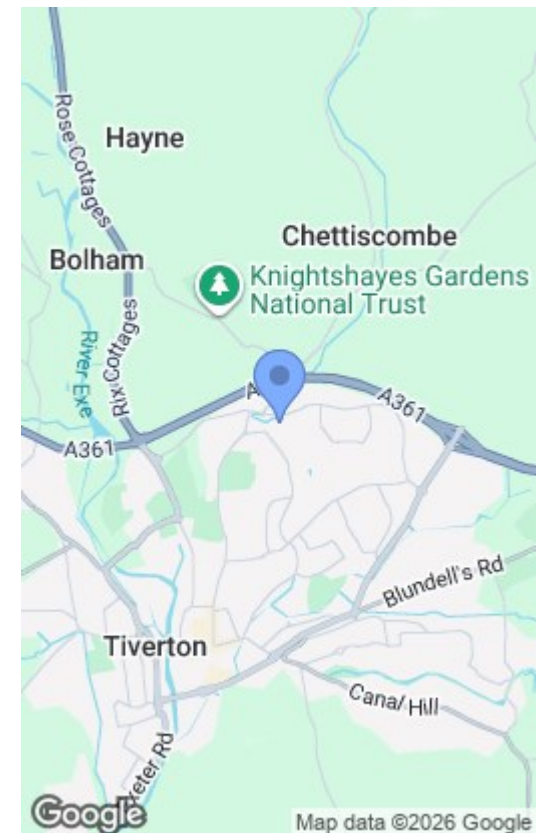 Rose Cottages
Hayne
Chettiscombe
Bolham
Knightshayes Gardens
National Trust
River Exe
Rix Cottages
A361
A361
Blundell's Rd
Tiverton
Canal Hill
Exeter Rd
Google
Map data ©2026 Google